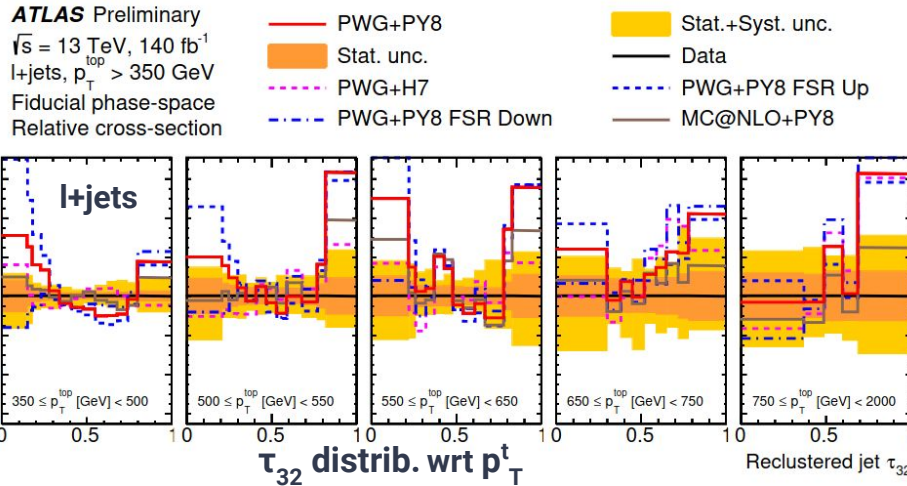 ATLAS Preliminary
√s = 13 TeV, 140 fb⁻¹
l+jets, p_T^top > 350 GeV
Fiducial phase-space
Relative cross-section
PWG+PY8
Stat. unc.
PWG+H7
PWG+PY8 FSR Down
Stat.+Syst. unc.
Data
PWG+PY8 FSR Up
MC@NLO+PY8
l+jets
350 ≤ p_T^top [GeV] < 500
500 ≤ p_T^top [GeV] < 550
550 ≤ p_T^top [GeV] < 650
650 ≤ p_T^top [GeV] < 750
750 ≤ p_T^top [GeV] < 2000
0 0.5 1 0 0.5 1 0 0.5 1 0 0.5 1 0 0.5
τ₃₂ distrib. wrt p^t_T
Reclustered jet τ₃₂